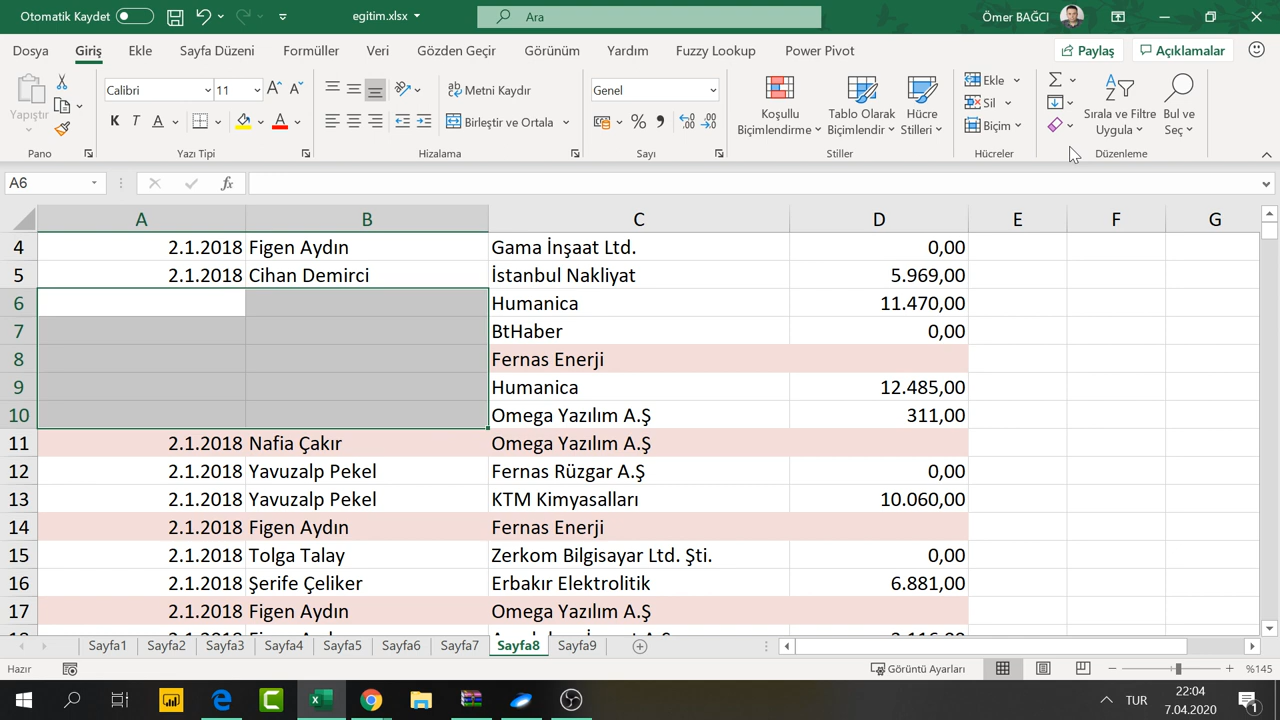 Otomatik Kaydet
egitim.xlsx
Ara
Ömer BAĞCI
Dosya Giriş Ekle Sayfa Düzeni Formüller Veri Gözden Geçir Görünüm Yardım Fuzzy Lookup Power Pivot Paylaş Açıklamalar
Yapıştır
Pano
Calibri 11
K T A
Yazı Tipi
Metni Kaydır
Birleştir ve Ortala
Hizalama
Genel
%
Sayı
Koşullu Biçimlendirme
Tablo Olarak Biçimlendir
Hücre Stilleri
Stiller
Ekle
Sil
Biçim
Hücreler
Sırala ve Filtre Uygula
Bul ve Seç
Düzenleme
A6
fx
A B C D E F G
4 2.1.2018 Figen Aydın Gama İnşaat Ltd. 0,00
5 2.1.2018 Cihan Demirci İstanbul Nakliyat 5.969,00
6 Humanica 11.470,00
7 BtHaber 0,00
8 Fernas Enerji
9 Humanica 12.485,00
10 Omega Yazılım A.Ş 311,00
11 2.1.2018 Nafia Çakır Omega Yazılım A.Ş
12 2.1.2018 Yavuzalp Pekel Fernas Rüzgar A.Ş 0,00
13 2.1.2018 Yavuzalp Pekel KTM Kimyasalları 10.060,00
14 2.1.2018 Figen Aydın Fernas Enerji
15 2.1.2018 Tolga Talay Zerkom Bilgisayar Ltd. Şti. 0,00
16 2.1.2018 Şerife Çeliker Erbakır Elektrolitik 6.881,00
17 2.1.2018 Figen Aydın Omega Yazılım A.Ş
Sayfa1 Sayfa2 Sayfa3 Sayfa4 Sayfa5 Sayfa6 Sayfa7 Sayfa8 Sayfa9
Hazır
Görüntü Ayarları
%145
TUR
22:04
7.04.2020
1